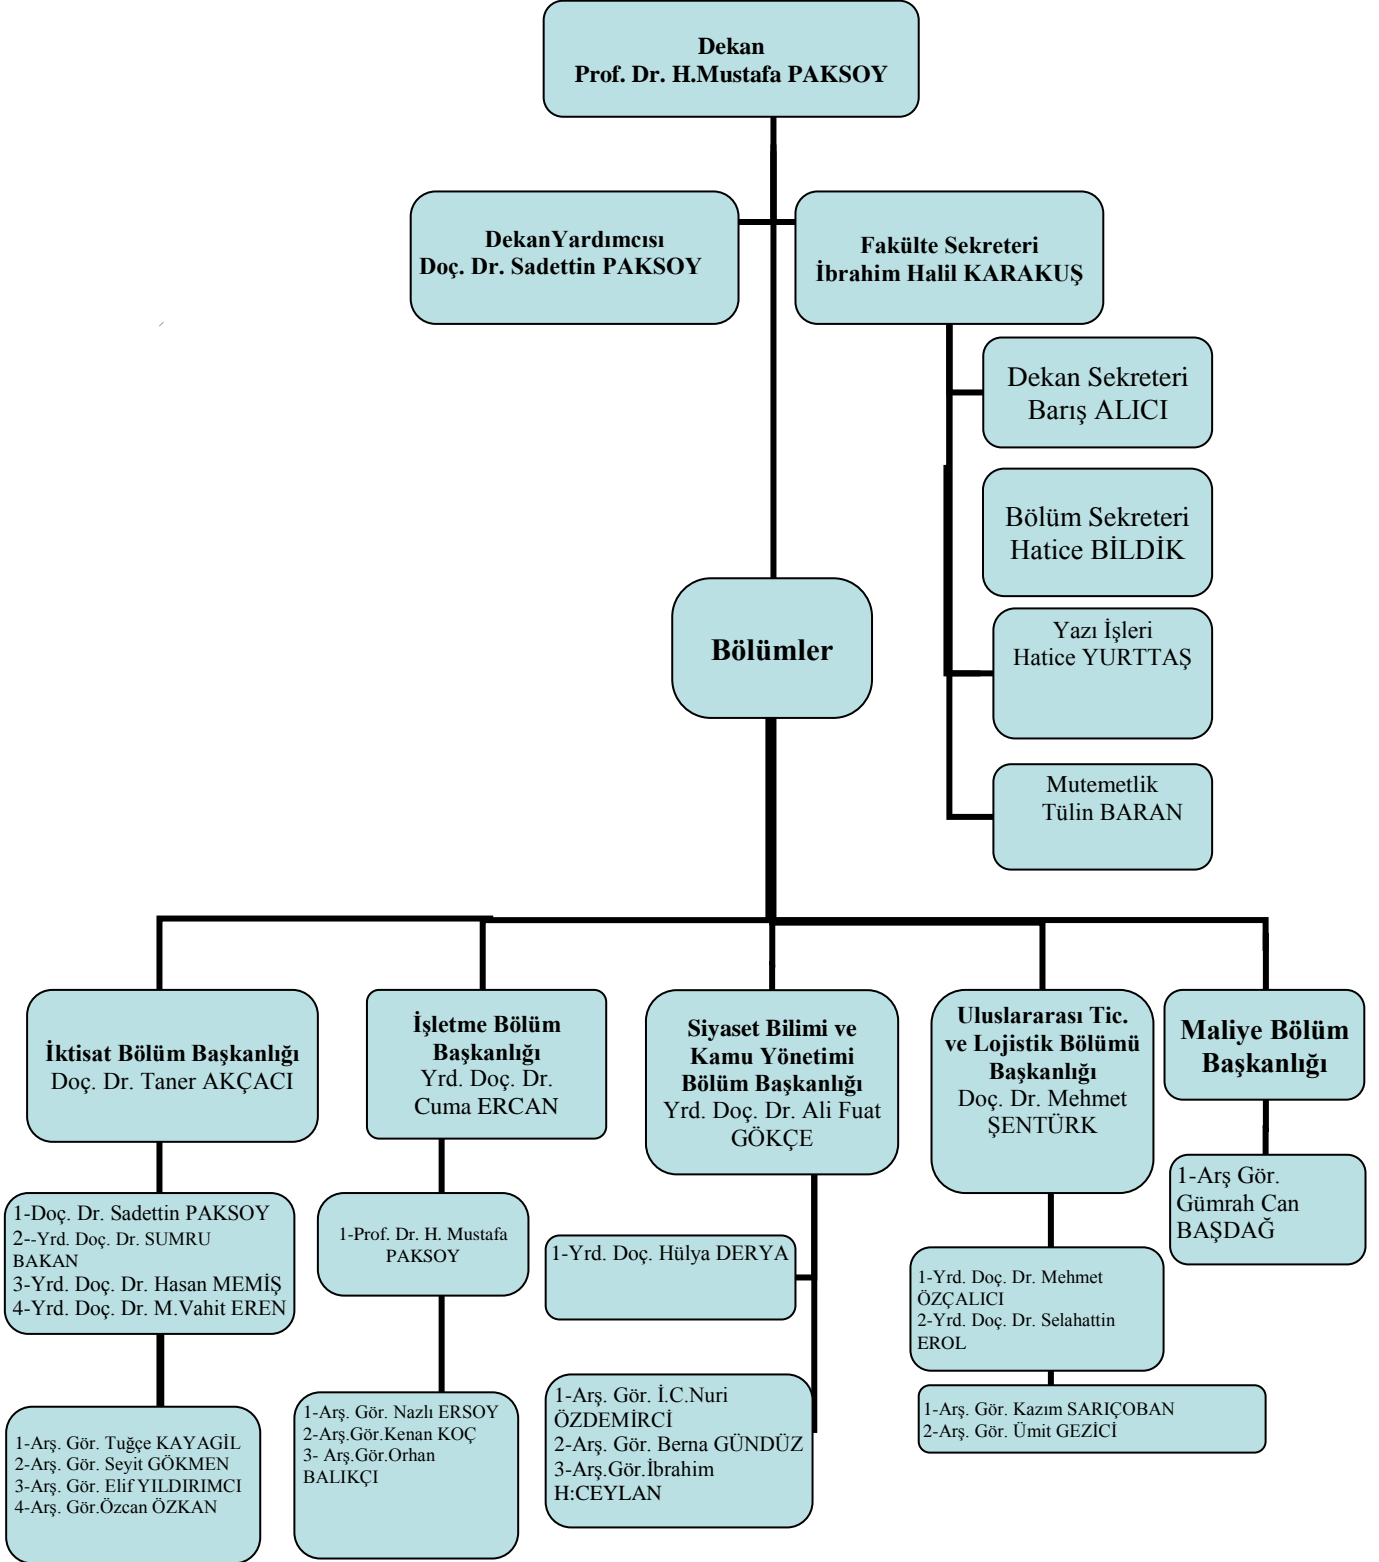 Dekan
Prof. Dr. H.Mustafa PAKSOY
DekanYardımcısı
Doç. Dr. Sadettin PAKSOY
Fakülte Sekreteri
İbrahim Halil KARAKUŞ
Dekan Sekreteri
Barış ALICI
Bölüm Sekreteri
Hatice BİLDİK
Yazı İşleri
Hatice YURTTAŞ
Mutemetlik
Tülin BARAN
Bölümler
İktisat Bölüm Başkanlığı
Doç. Dr. Taner AKÇACI
1-Doç. Dr. Sadettin PAKSOY
2--Yrd. Doç. Dr. SUMRU
BAKAN
3-Yrd. Doç. Dr. Hasan MEMİŞ
4-Yrd. Doç. Dr. M.Vahit EREN
1-Arş. Gör. Tuğçe KAYAGİL
2-Arş. Gör. Seyit GÖKMEN
3-Arş. Gör. Elif YILDIRIMCI
4-Arş. Gör.Özcan ÖZKAN
İşletme Bölüm
Başkanlığı
Yrd. Doç. Dr.
Cuma ERCAN
1-Prof. Dr. H. Mustafa
PAKSOY
1-Arş. Gör. Nazlı ERSOY
2-Arş.Gör.Kenan KOÇ
3- Arş.Gör.Orhan
BALIKÇI
Siyaset Bilimi ve
Kamu Yönetimi
Bölüm Başkanlığı
Yrd. Doç. Dr. Ali Fuat
GÖKÇE
1-Yrd. Doç. Hülya DERYA
1-Arş. Gör. İ.C.Nuri
ÖZDEMİRCİ
2-Arş. Gör. Berna GÜNDÜZ
3-Arş.Gör.İbrahim
H:CEYLAN
Uluslararası Tic.
ve Lojistik Bölümü
Başkanlığı
Doç. Dr. Mehmet
ŞENTÜRK
1-Yrd. Doç. Dr. Mehmet
ÖZÇALICI
2-Yrd. Doç. Dr. Selahattin
EROL
1-Arş. Gör. Kazım SARIÇOBAN
2-Arş. Gör. Ümit GEZİCİ
Maliye Bölüm
Başkanlığı
1-Arş Gör.
Gümrah Can
BAŞDAĞ